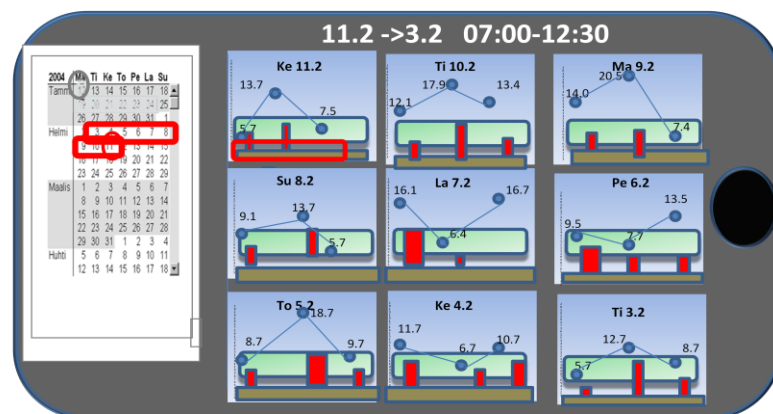 11.2 ->3.2 07:00-12:30
2004 Ma Ti Ke To Pe La Su
Tamm 12 13 14 15 16 17 18
19 20 21 22 23 24 25
26 27 28 29 30 31 1
Helmi 3 4 5 6 7 8
9 10 11 12 13 14 15
16 17 18 19 20 21 22
23 24 25 26 27 28 29
Maalis 1 2 3 4 5 6 7
8 9 10 11 12 13 14
15 16 17 18 19 20 21
22 23 24 25 26 27 28
29 30 31 1 2 3 4
Huhti 5 6 7 8 9 10 11
12 13 14 15 16 17 18
Ke 11.2
13.7
7.5
5.7
Ti 10.2
17.9
13.4
12.1
Ma 9.2
20.5
14.0
7.4
Su 8.2
13.7
9.1
5.7
La 7.2
16.1
16.7
6.4
Pe 6.2
13.5
9.5
7.7
To 5.2
18.7
8.7
9.7
Ke 4.2
11.7
6.7
10.7
Ti 3.2
12.7
8.7
5.7